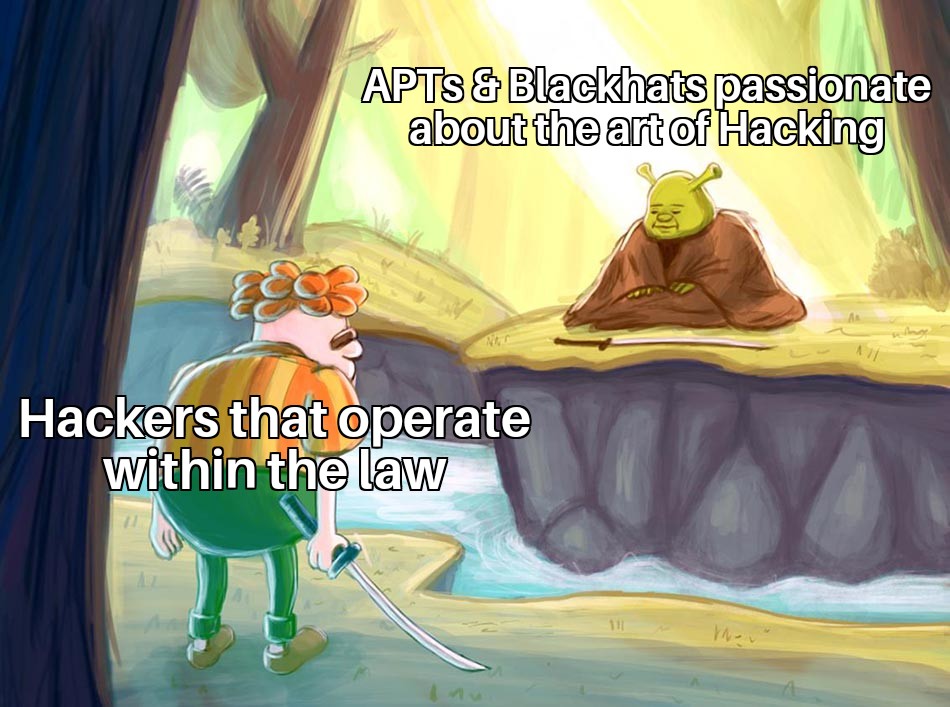 APTs & Blackhats passionate
about the art of Hacking
Hackers that operate
within the law